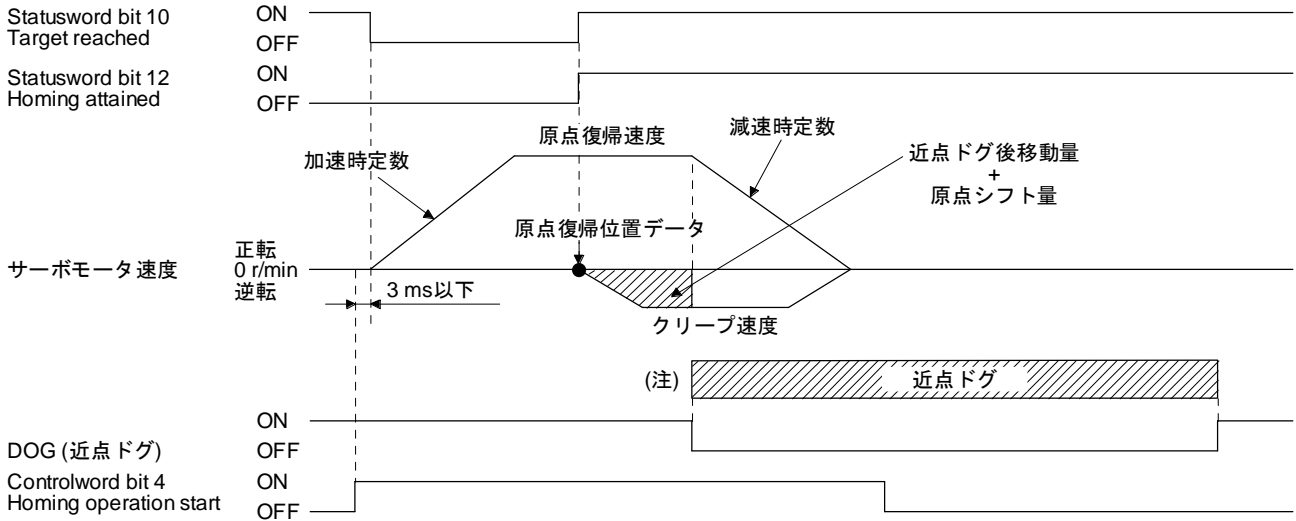 Statusword bit 10
Target reached
ON
OFF
Statusword bit 12
Homing attained
ON
OFF
加速時定数
原点復帰速度
減速時定数
近点ドグ後移動量
+
原点シフト量
原点復帰位置データ
サーボモータ速度
正転
0 r/min
逆転
3 ms以下
クリープ速度
(注)
近点ドグ
DOG (近点ドグ)
ON
OFF
Controlword bit 4
Homing operation start
ON
OFF